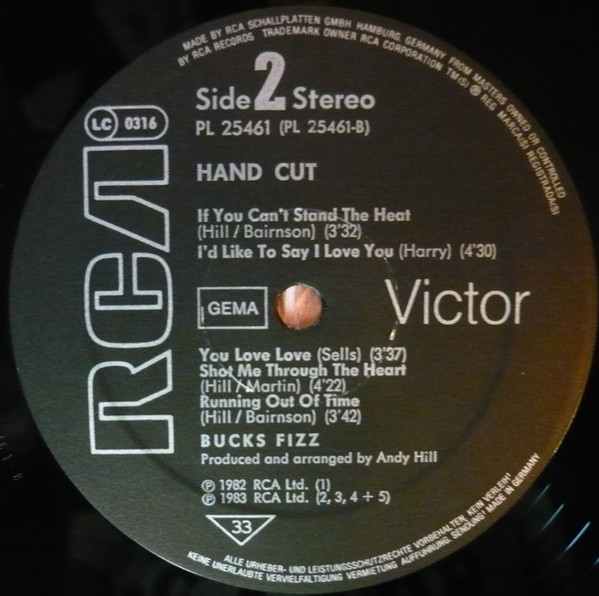 MADE BY RCA SCHALLPLATTEN GMBH HAMBURG, GERMANY, FROM MASTERS OWNED OR CONTROLLED
BY RCA RECORDS TRADEMARK OWNER RCA CORPORATION TM(S) ® REG. MARCA(S) REGISTRADA(S)
Side 2 Stereo
PL 25461 (PL 25461-B)
LC 0316
HAND CUT
If You Can't Stand The Heat
(Hill / Bairnson) (3'32)
I'd Like To Say I Love You (Harry) (4'30)
RCA
GEMA
Victor
You Love Love (Sells) (3'37)
Shot Me Through The Heart
(Hill / Martin) (4'22)
Running Out Of Time
(Hill / Bairnson) (3'42)
BUCKS FIZZ
Produced and arranged by Andy Hill
℗ 1982 RCA Ltd. (1)
℗ 1983 RCA Ltd. (2, 3, 4 + 5)
33
ALLE URHEBER- UND LEISTUNGSSCHUTZRECHTE VORBEHALTEN. KEIN VERLEIH!
KEINE UNERLAUBTE VERVIELFÄLTIGUNG, VERMIETUNG, AUFFÜHRUNG, SENDUNG! MADE IN GERMANY